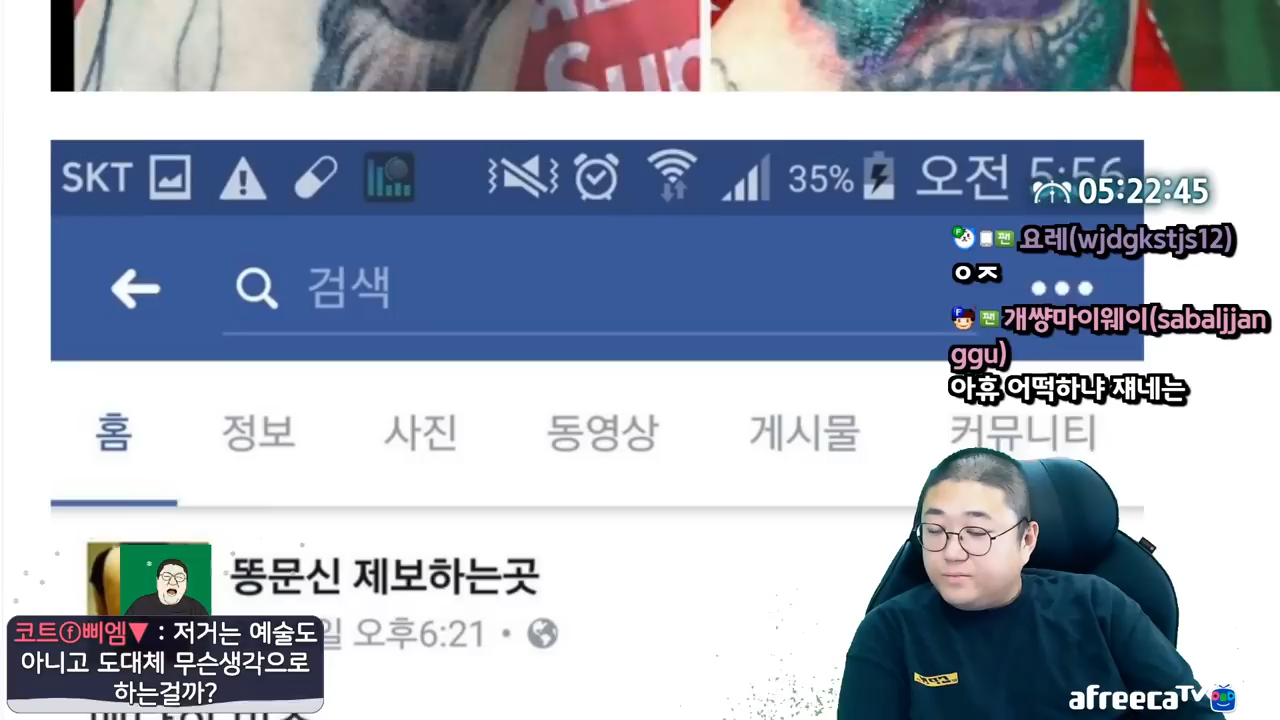 Sup
SKT 35% 오전 5:56
05:22:45
검색
요레(wjdgkstjs12)
ㅇㅈ
개썅마이웨이(sabaljjan
ggu)
아휴 어떡하냐 쟤네는
홈 정보 사진 동영상 게시물 커뮤니티
똥문신 제보하는곳
일 오후6:21
코트ⓕ삐엠▼ : 저거는 예술도
아니고 도대체 무슨생각으로
하는걸까?
afreecaTV